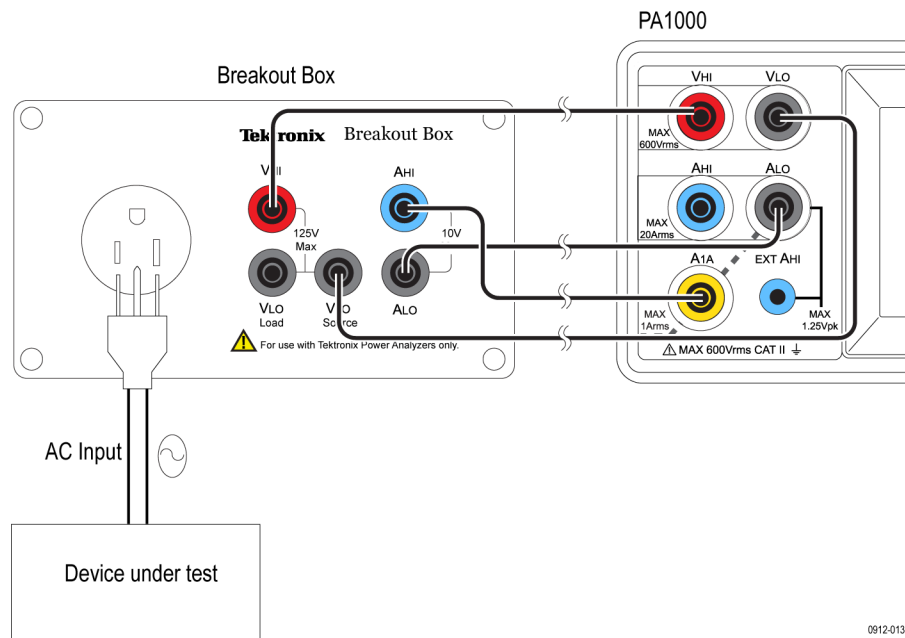 PA1000
Breakout Box
Tektronix Breakout Box
VHI
AHI
125V
Max
10V
VLO
Load
VLO
Source
ALO
For use with Tektronix Power Analyzers only.
VHI
VLO
MAX
600Vrms
AHI
ALO
MAX
20Arms
A1A
EXT AHI
MAX
1Arms
MAX
1.25Vpk
MAX 600Vrms CAT II
AC Input
Device under test
0912-013